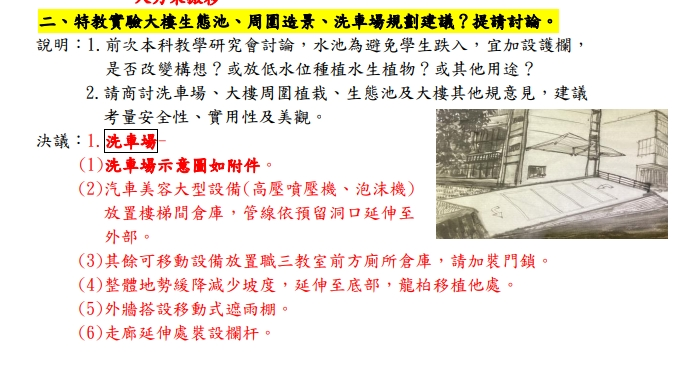 二、特教實驗大樓生態池、周圍造景、洗車場規劃建議？提請討論。
說明：1. 前次本科教學研究會討論，水池為避免學生跌入，宜加設護欄，
是否改變構想？或放低水位種植水生植物？或其他用途？
2. 請商討洗車場、大樓周圍植栽、生態池及大樓其他規意見，建議
考量安全性、實用性及美觀。
決議：1. 洗車場-
(1)洗車場示意圖如附件。
(2)汽車美容大型設備(高壓噴壓機、泡沫機)
放置樓梯間倉庫，管線依預留洞口延伸至
外部。
(3)其餘可移動設備放置職三教室前方廁所倉庫，請加裝門鎖。
(4)整體地勢緩降減少坡度，延伸至底部，龍柏移植他處。
(5)外牆搭設移動式遮雨棚。
(6)走廊延伸處裝設欄杆。